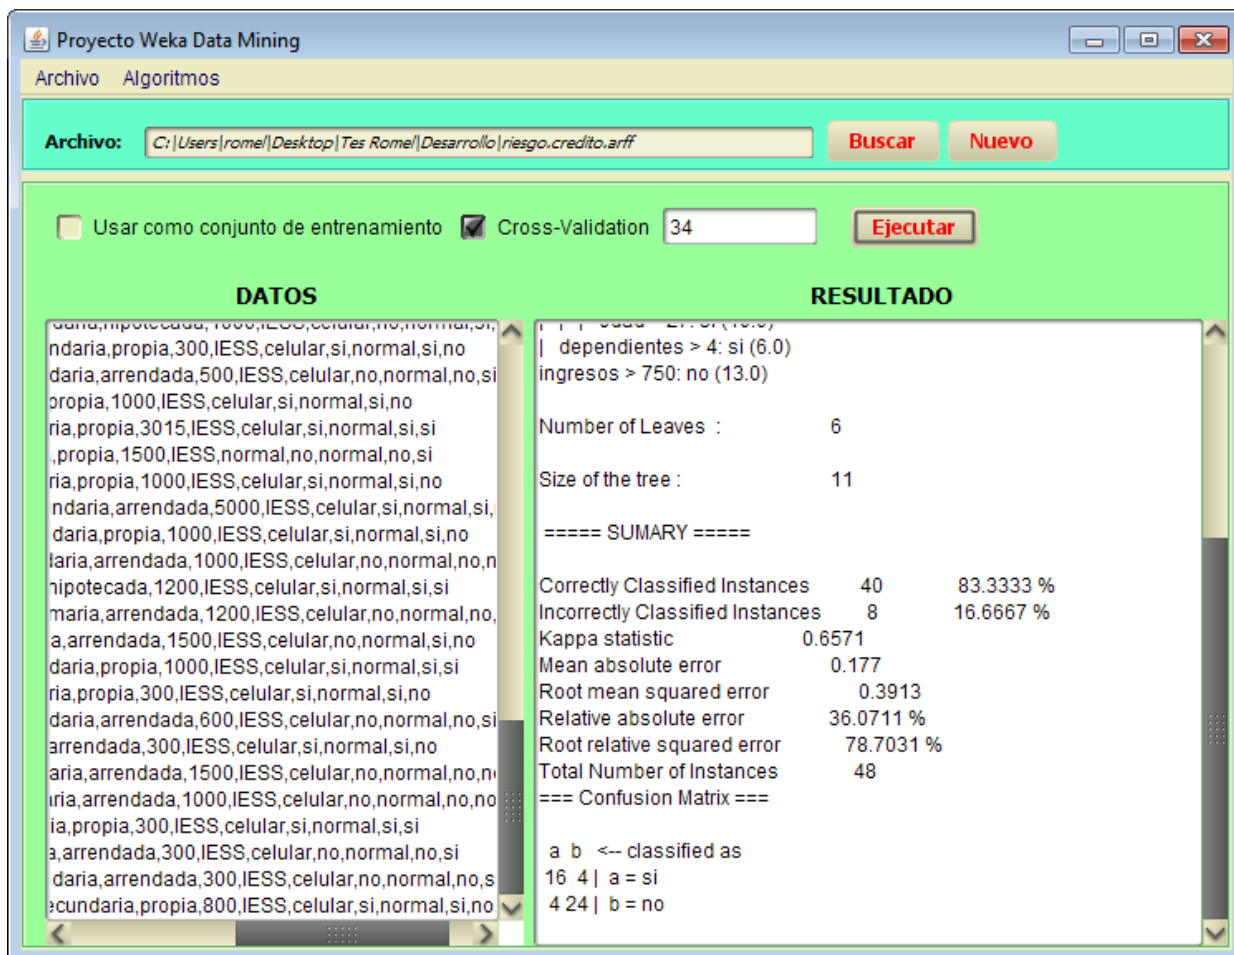 Proyecto Weka Data Mining
Archivo Algoritmos
Archivo: C:|Users|romel|Desktop|Tes Romel|Desarrollo|riesgo.credito.arff Buscar Nuevo
Usar como conjunto de entrenamiento Cross-Validation 34 Ejecutar
DATOS
ndaria,propia,300,IESS,celular,si,normal,si,no
daria,arrendada,500,IESS,celular,no,normal,no,si
propia,1000,IESS,celular,si,normal,si,no
ria,propia,3015,IESS,celular,si,normal,si,si
,propia,1500,IESS,normal,no,normal,no,si
ria,propia,1000,IESS,celular,si,normal,si,no
ndaria,arrendada,5000,IESS,celular,si,normal,si,
daria,propia,1000,IESS,celular,si,normal,si,no
daria,arrendada,1000,IESS,celular,no,normal,no,n
hipotecada,1200,IESS,celular,si,normal,si,si
maria,arrendada,1200,IESS,celular,no,normal,no,
a,arrendada,1500,IESS,celular,no,normal,si,no
daria,propia,1000,IESS,celular,si,normal,si,si
ria,propia,300,IESS,celular,si,normal,si,no
daria,arrendada,600,IESS,celular,no,normal,no,si
arrendada,300,IESS,celular,si,normal,si,no
aria,arrendada,1500,IESS,celular,no,normal,no,n
ria,arrendada,1000,IESS,celular,no,normal,no,no
ia,propia,300,IESS,celular,si,normal,si,si
a,arrendada,300,IESS,celular,no,normal,no,si
daria,arrendada,300,IESS,celular,no,normal,no,s
ecundaria,propia,800,IESS,celular,si,normal,si,no
RESULTADO
| dependientes > 4: si (6.0)
ingresos > 750: no (13.0)
Number of Leaves : 6
Size of the tree : 11
===== SUMARY =====
Correctly Classified Instances 40 83.3333 %
Incorrectly Classified Instances 8 16.6667 %
Kappa statistic 0.6571
Mean absolute error 0.177
Root mean squared error 0.3913
Relative absolute error 36.0711 %
Root relative squared error 78.7031 %
Total Number of Instances 48
=== Confusion Matrix ===
a b <-- classified as
16 4 | a = si
4 24 | b = no